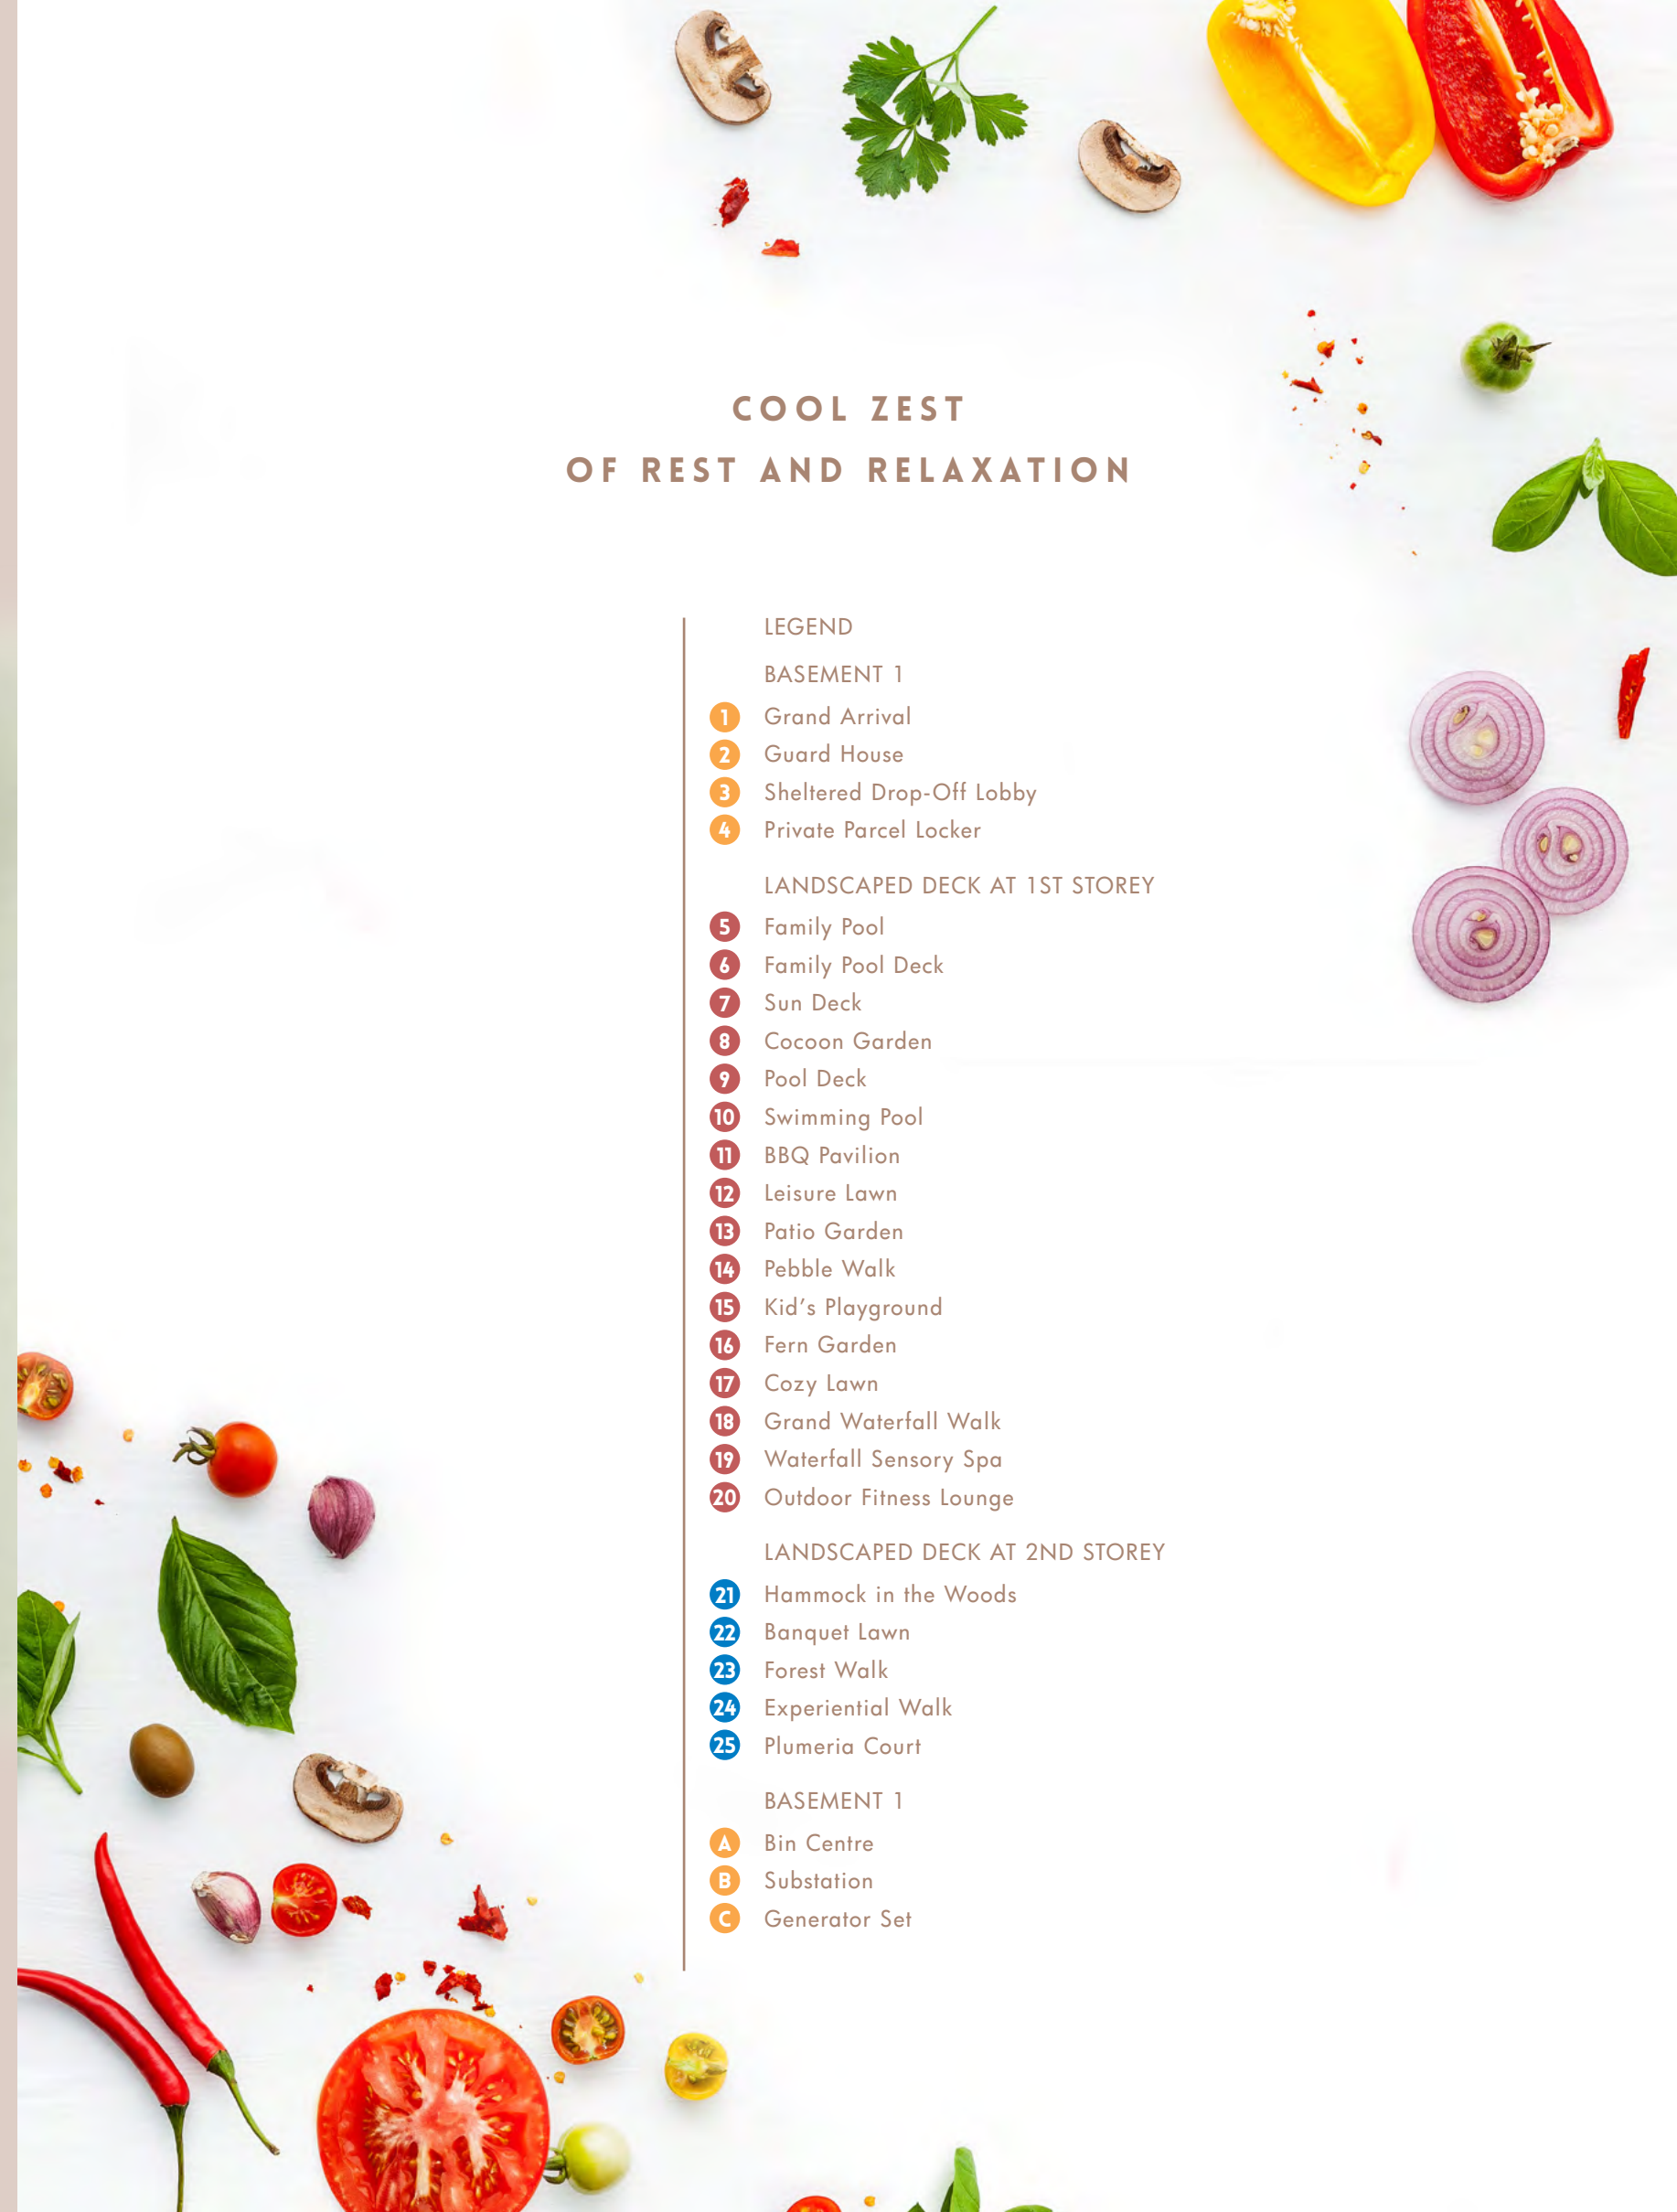 COOL ZEST
OF REST AND RELAXATION
LEGEND
BASEMENT 1
1 Grand Arrival
2 Guard House
3 Sheltered Drop-Off Lobby
4 Private Parcel Locker
LANDSCAPED DECK AT 1ST STOREY
5 Family Pool
6 Family Pool Deck
7 Sun Deck
8 Cocoon Garden
9 Pool Deck
10 Swimming Pool
11 BBQ Pavilion
12 Leisure Lawn
13 Patio Garden
14 Pebble Walk
15 Kid's Playground
16 Fern Garden
17 Cozy Lawn
18 Grand Waterfall Walk
19 Waterfall Sensory Spa
20 Outdoor Fitness Lounge
LANDSCAPED DECK AT 2ND STOREY
21 Hammock in the Woods
22 Banquet Lawn
23 Forest Walk
24 Experiential Walk
25 Plumeria Court
BASEMENT 1
A Bin Centre
B Substation
C Generator Set